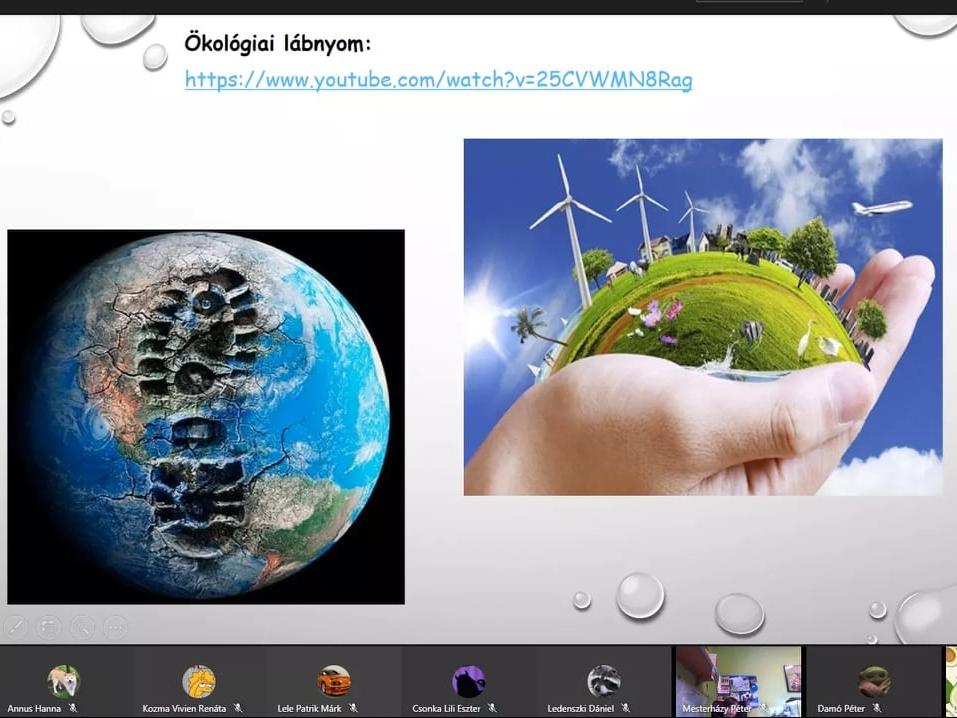 Ökológiai lábnyom:
https://www.youtube.com/watch?v=25CVWMN8Rag
Annus Hanna
Kozma Vivien Renáta
Lele Patrik Márk
Csonka Lili Eszter
Ledenszki Dániel
Mesterházy Péter
Damó Péter